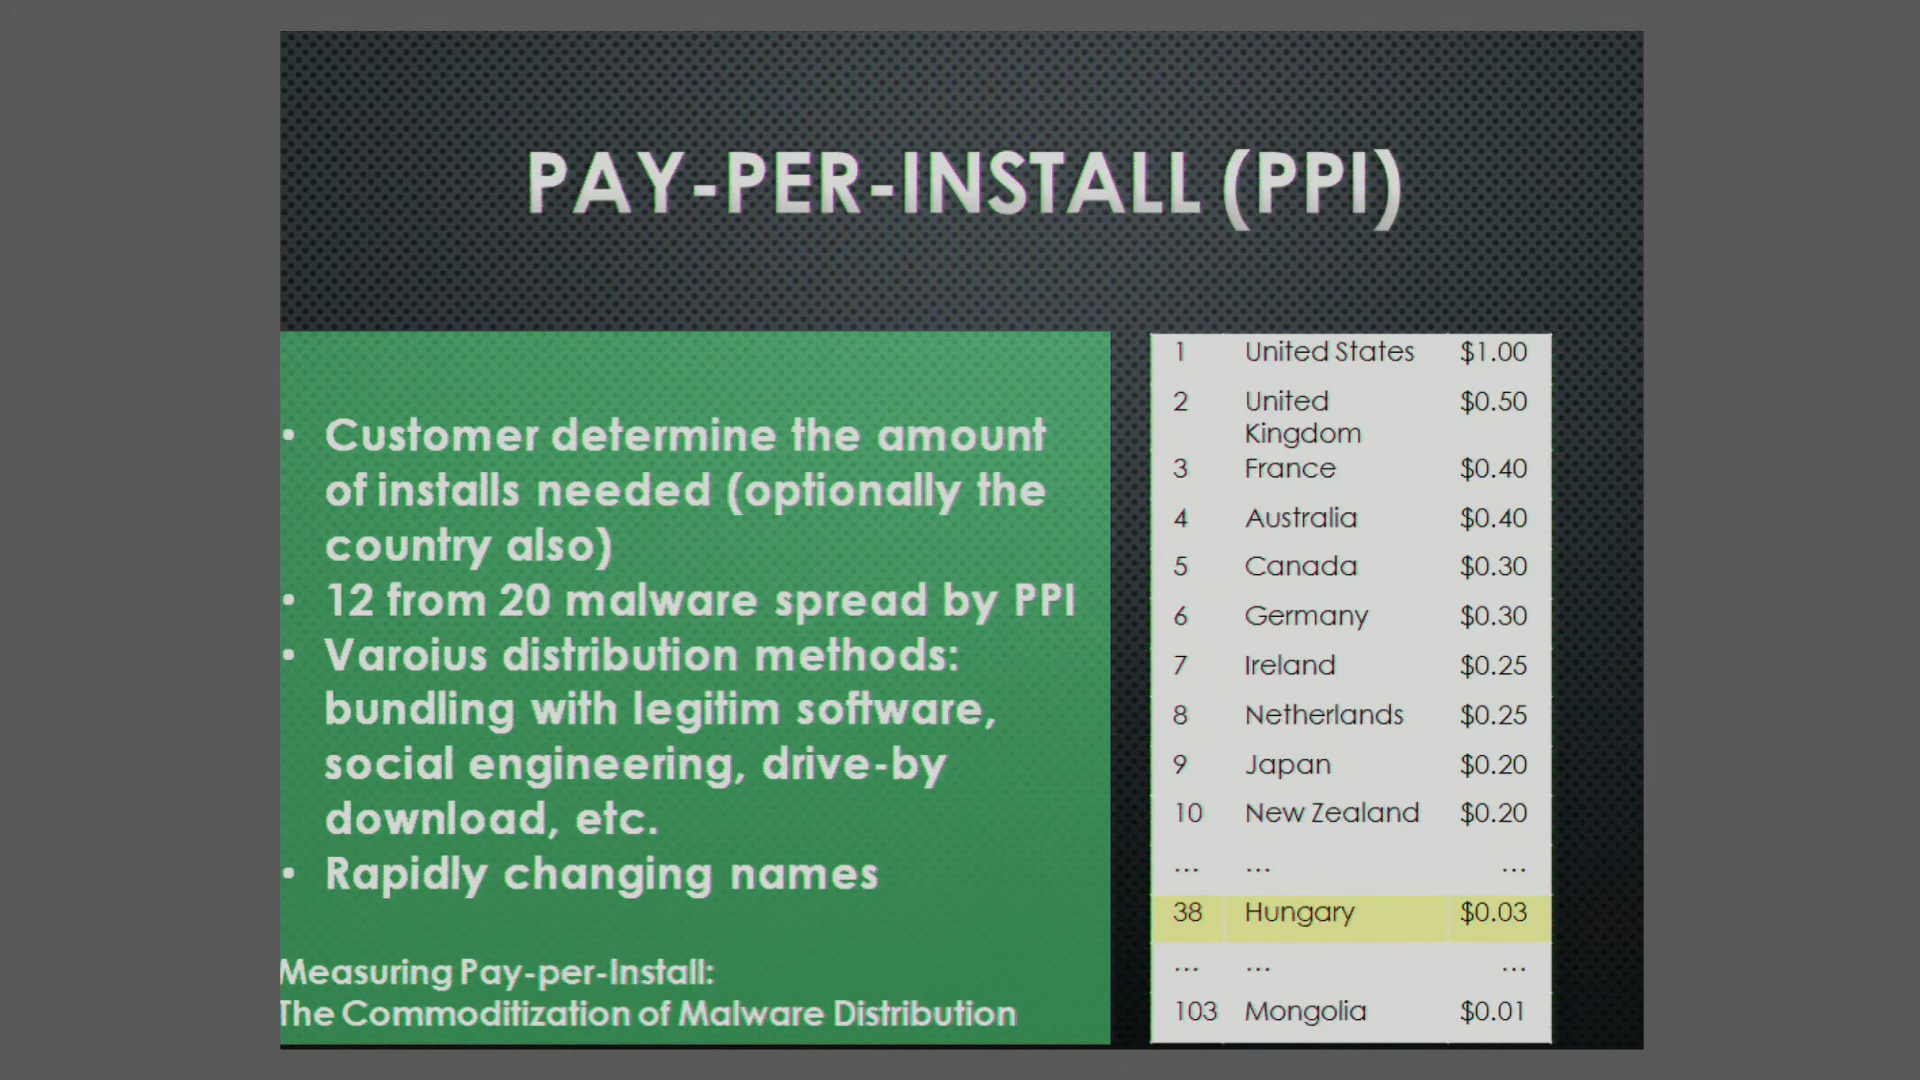 PAY-PER-INSTALL (PPI)
• Customer determine the amount
of installs needed (optionally the
country also)
• 12 from 20 malware spread by PPI
• Varoius distribution methods:
bundling with legitim software,
social engineering, drive-by
download, etc.
• Rapidly changing names
Measuring Pay-per-Install:
The Commoditization of Malware Distribution
1 United States $1.00
2 United $0.50
Kingdom
3 France $0.40
4 Australia $0.40
5 Canada $0.30
6 Germany $0.30
7 Ireland $0.25
8 Netherlands $0.25
9 Japan $0.20
10 New Zealand $0.20
... ... ...
38 Hungary $0.03
... ... ...
103 Mongolia $0.01